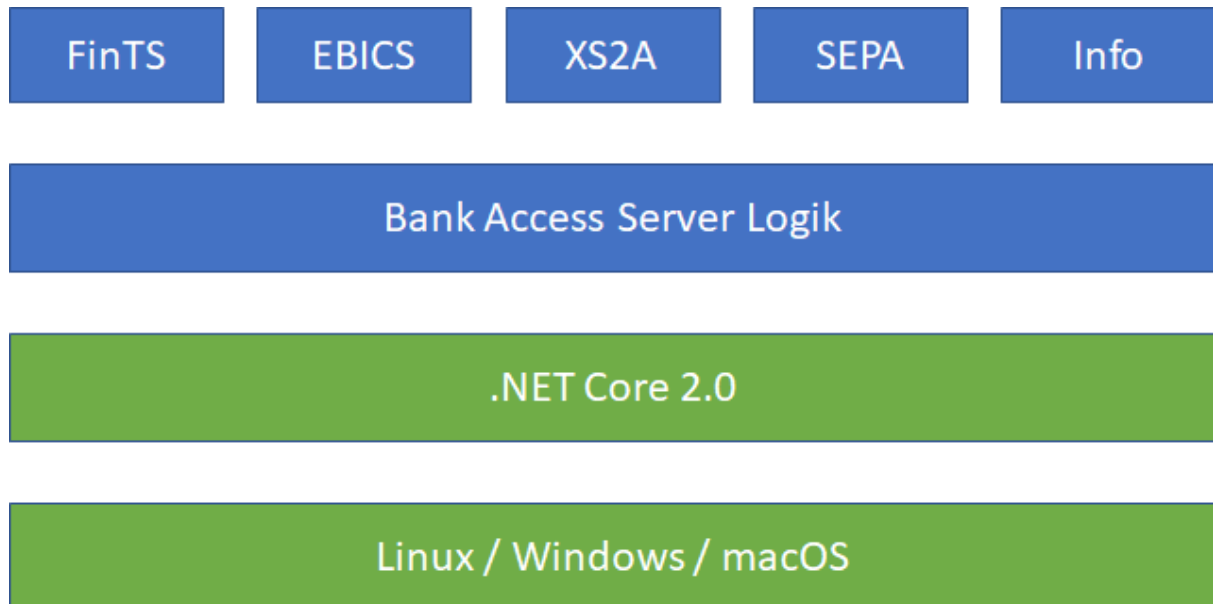 FinTS EBICS XS2A SEPA Info
Bank Access Server Logik
.NET Core 2.0
Linux / Windows / macOS